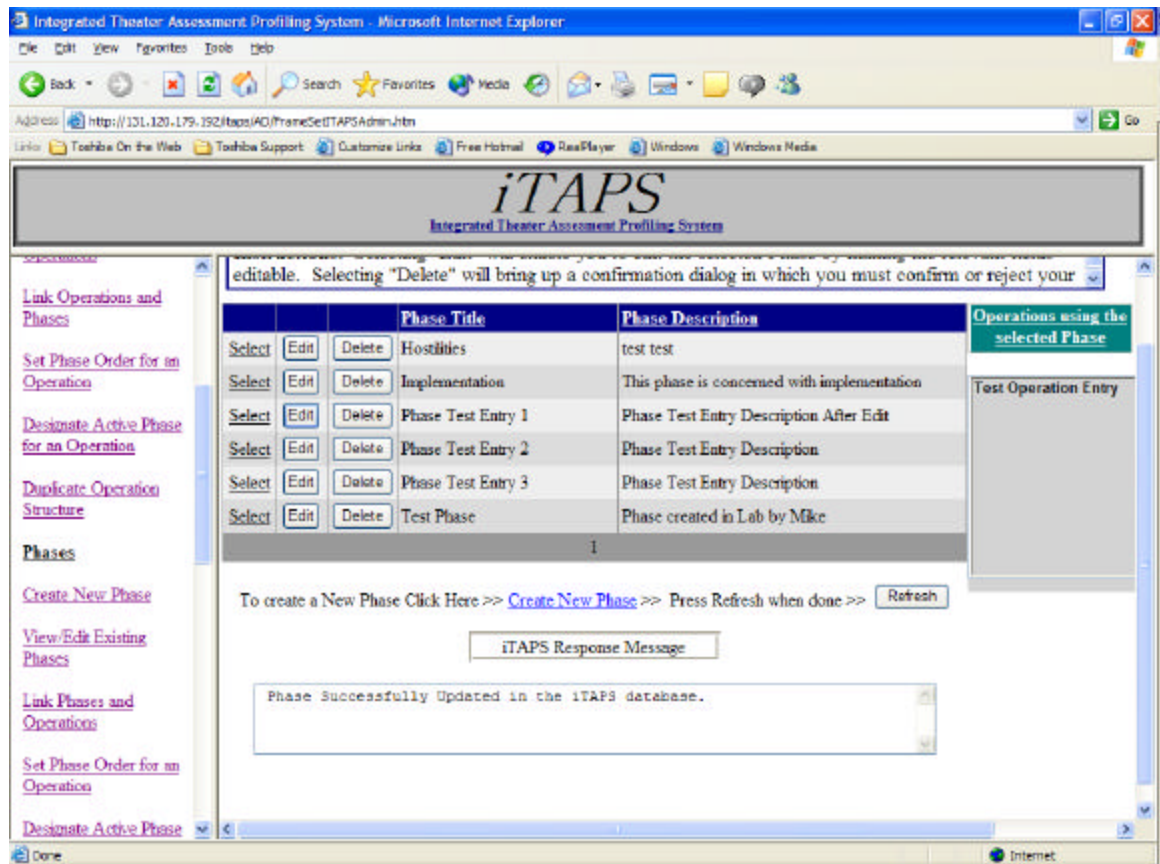 Integrated Theater Assessment Profiling System - Microsoft Internet Explorer
File Edit View Favorites Tools Help
Back Search Favorites Media
Address http://131.120.179.192/itaps/AD/FrameSetITAPSAdmin.htm Go
Links Toshiba On the Web Toshiba Support Customize Links Free Hotmail RealPlayer Windows Windows Media
iTAPS
Integrated Theater Assessment Profiling System
Operations
Link Operations and
Phases
Set Phase Order for an
Operation
Designate Active Phase
for an Operation
Duplicate Operation
Structure
Phases
Create New Phase
View/Edit Existing
Phases
Link Phases and
Operations
Set Phase Order for an
Operation
Designate Active Phase
editable. Selecting "Delete" will bring up a confirmation dialog in which you must confirm or reject your
Phase Title Phase Description
Select Edit Delete Hostilities test test
Select Edit Delete Implementation This phase is concerned with implementation
Select Edit Delete Phase Test Entry 1 Phase Test Entry Description After Edit
Select Edit Delete Phase Test Entry 2 Phase Test Entry Description
Select Edit Delete Phase Test Entry 3 Phase Test Entry Description
Select Edit Delete Test Phase Phase created in Lab by Mike
1
Operations using the
selected Phase
Test Operation Entry
To create a New Phase Click Here >> Create New Phase >> Press Refresh when done >> Refresh
iTAPS Response Message
Phase Successfully Updated in the iTAPS database.
Done Internet